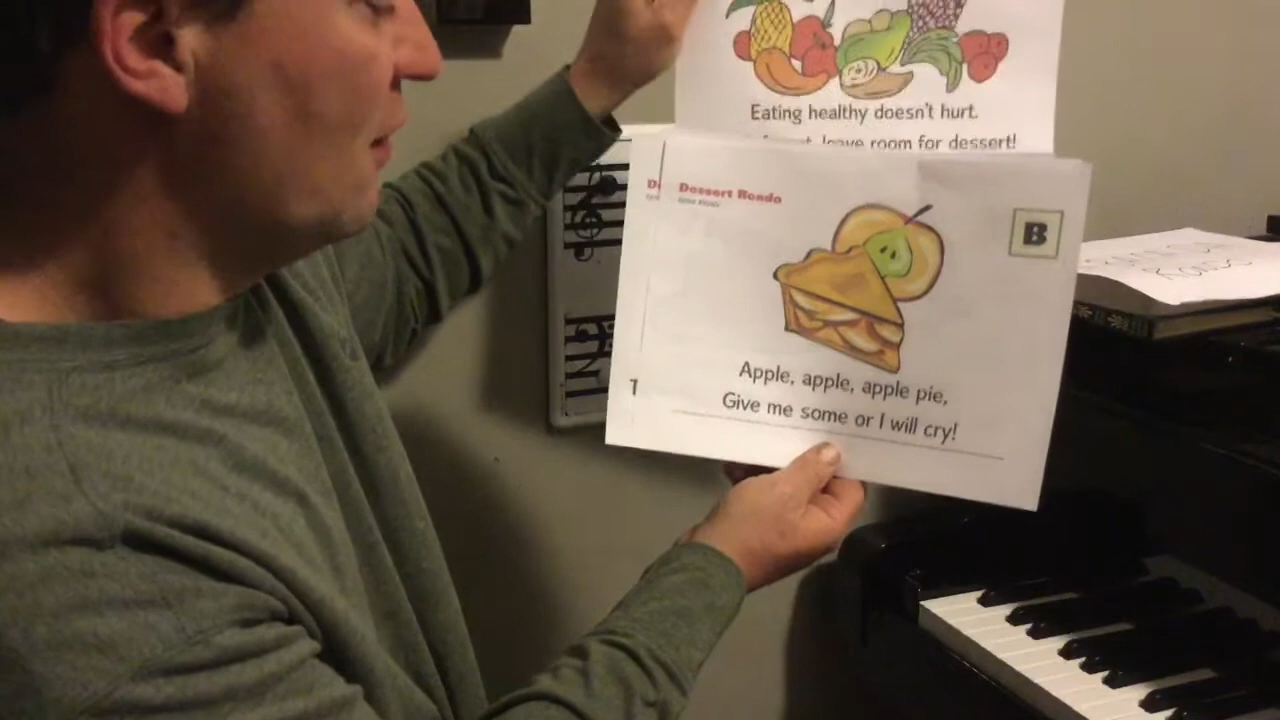 Eating healthy doesn't hurt.
leave room for dessert!
Dessert Rondo
B
Apple, apple, apple pie,
Give me some or I will cry!